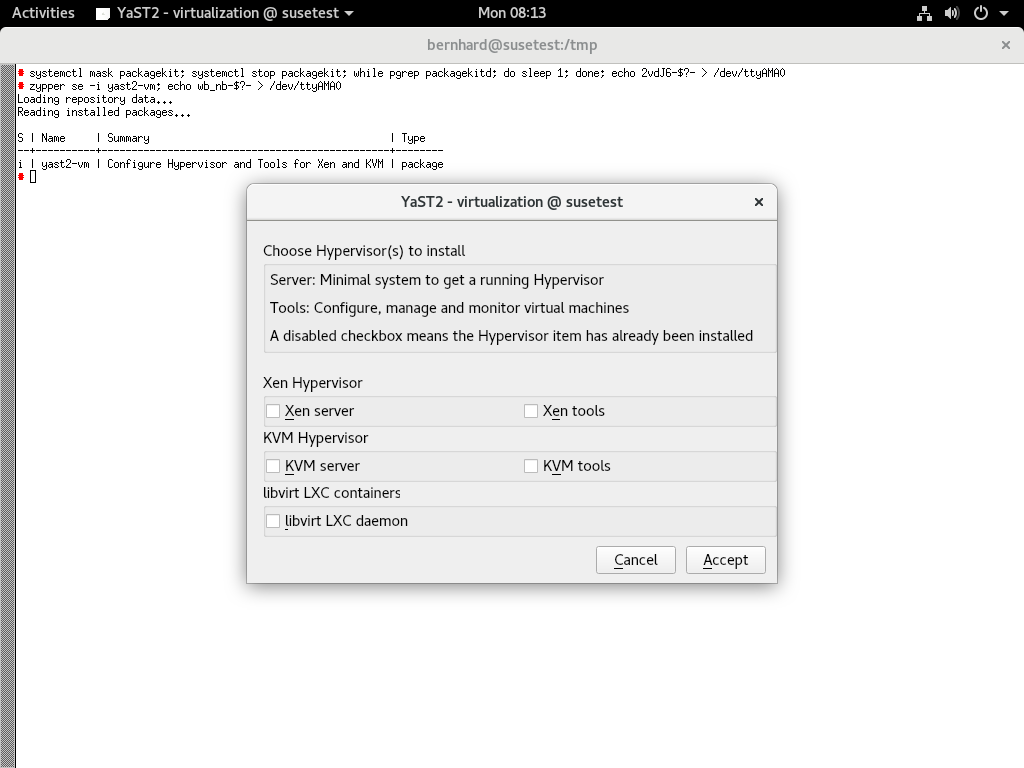 Activities YaST2 - virtualization @ susetest Mon 08:13
bernhard@susetest:/tmp
# systemctl mask packagekit; systemctl stop packagekit; while pgrep packagekitd; do sleep 1; done; echo 2vdJ6-$?- > /dev/ttyAMA0
# zypper se -i yast2-vm; echo wb_nb-$?- > /dev/ttyAMA0
Loading repository data...
Reading installed packages...
S | Name | Summary | Type
--+----------+---------------------------------------------+--------
i | yast2-vm | Configure Hypervisor and Tools for Xen and KVM | package
#
YaST2 - virtualization @ susetest
Choose Hypervisor(s) to install
Server: Minimal system to get a running Hypervisor
Tools: Configure, manage and monitor virtual machines
A disabled checkbox means the Hypervisor item has already been installed
Xen Hypervisor
Xen server Xen tools
KVM Hypervisor
KVM server KVM tools
libvirt LXC containers
libvirt LXC daemon
Cancel Accept